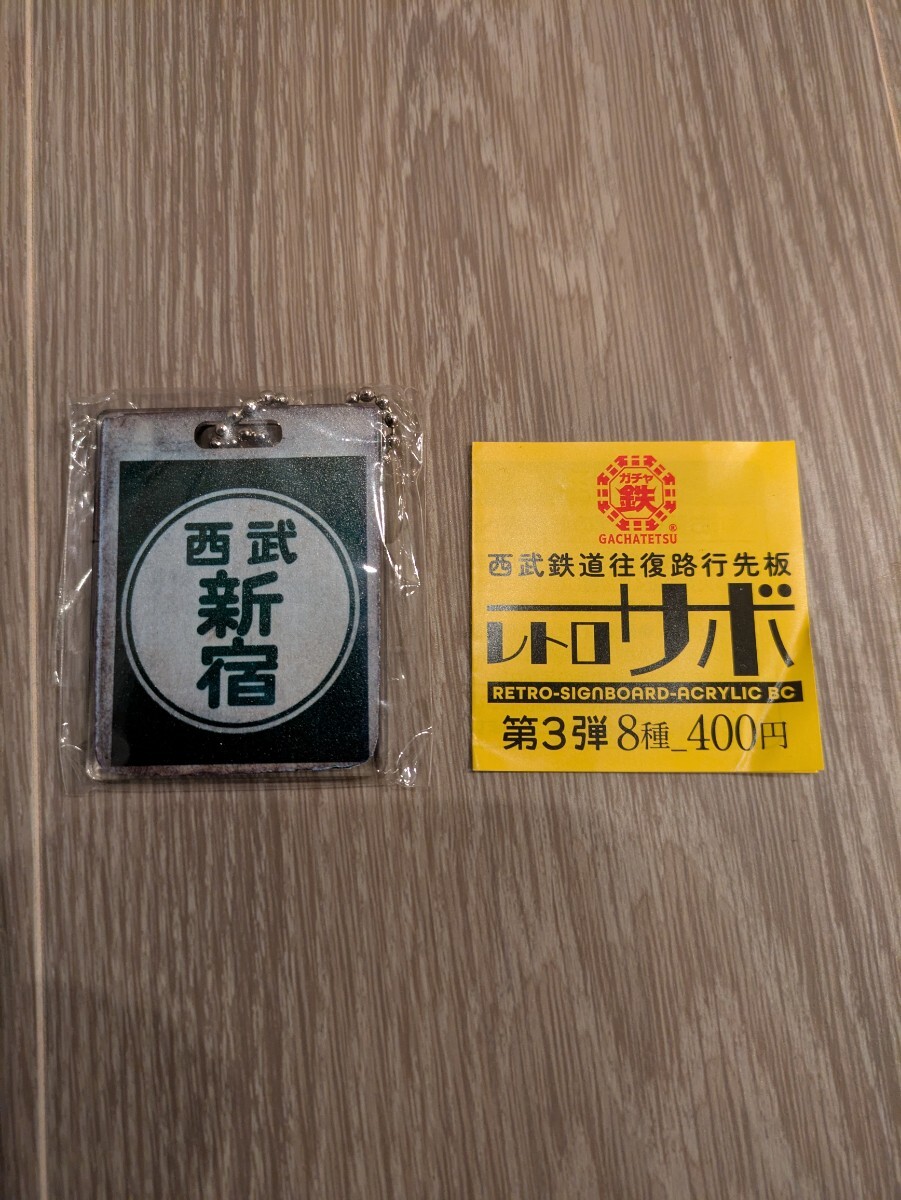 西武
新
宿
ガチャ
鉄
®
GACHATETSU
西武鉄道往復路行先板
レトロサボ
RETRO-SIGNBOARD-ACRYLIC BC
第3弾 8種_400円